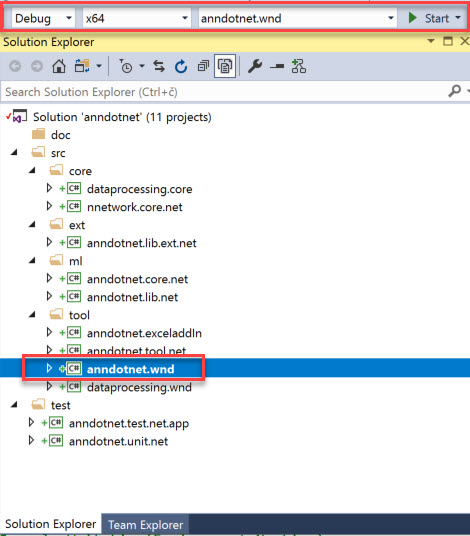 Debug x64 anndotnet.wnd Start
Solution Explorer
Search Solution Explorer (Ctrl+č)
Solution 'anndotnet' (11 projects)
doc
src
core
C# dataprocessing.core
C# nnetwork.core.net
ext
C# anndotnet.lib.ext.net
ml
C# anndotnet.core.net
C# anndotnet.lib.net
tool
C# anndotnet.exceladdIn
C# anndotnet.tool.net
C# anndotnet.wnd
C# dataprocessing.wnd
test
C# anndotnet.test.net.app
C# anndotnet.unit.net
Solution Explorer Team Explorer